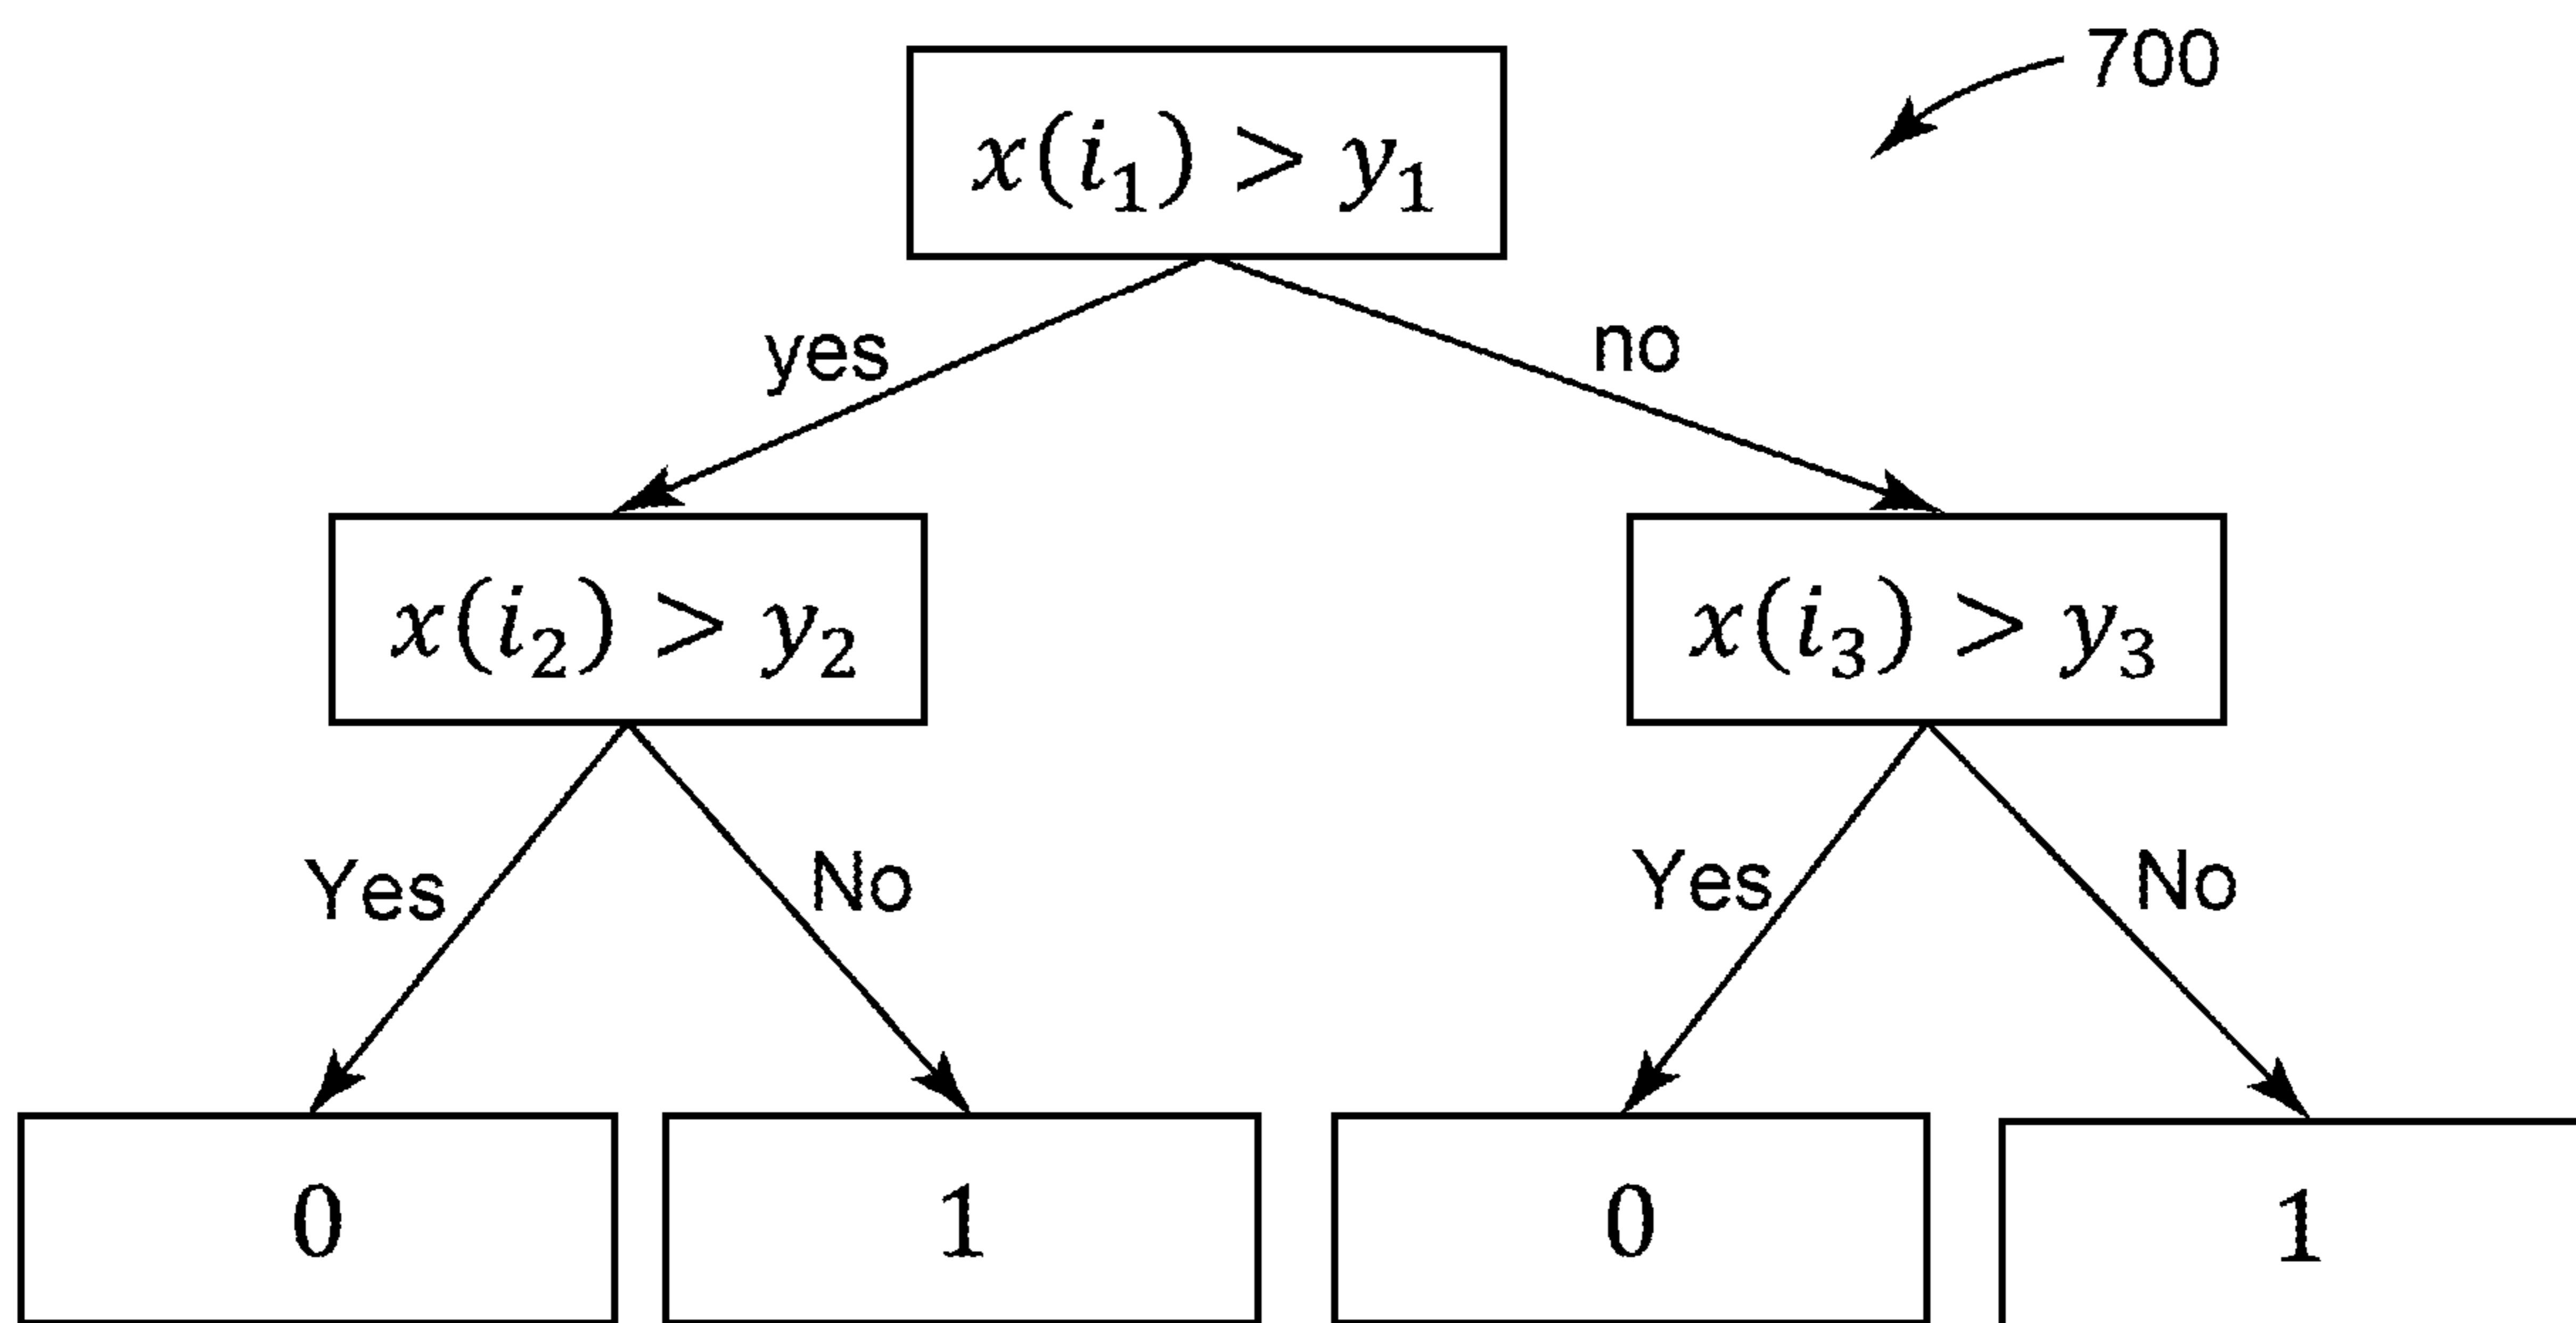 700
x(i₁) > y₁
yes
no
x(i₂) > y₂
x(i₃) > y₃
Yes
No
Yes
No
0
1
0
1